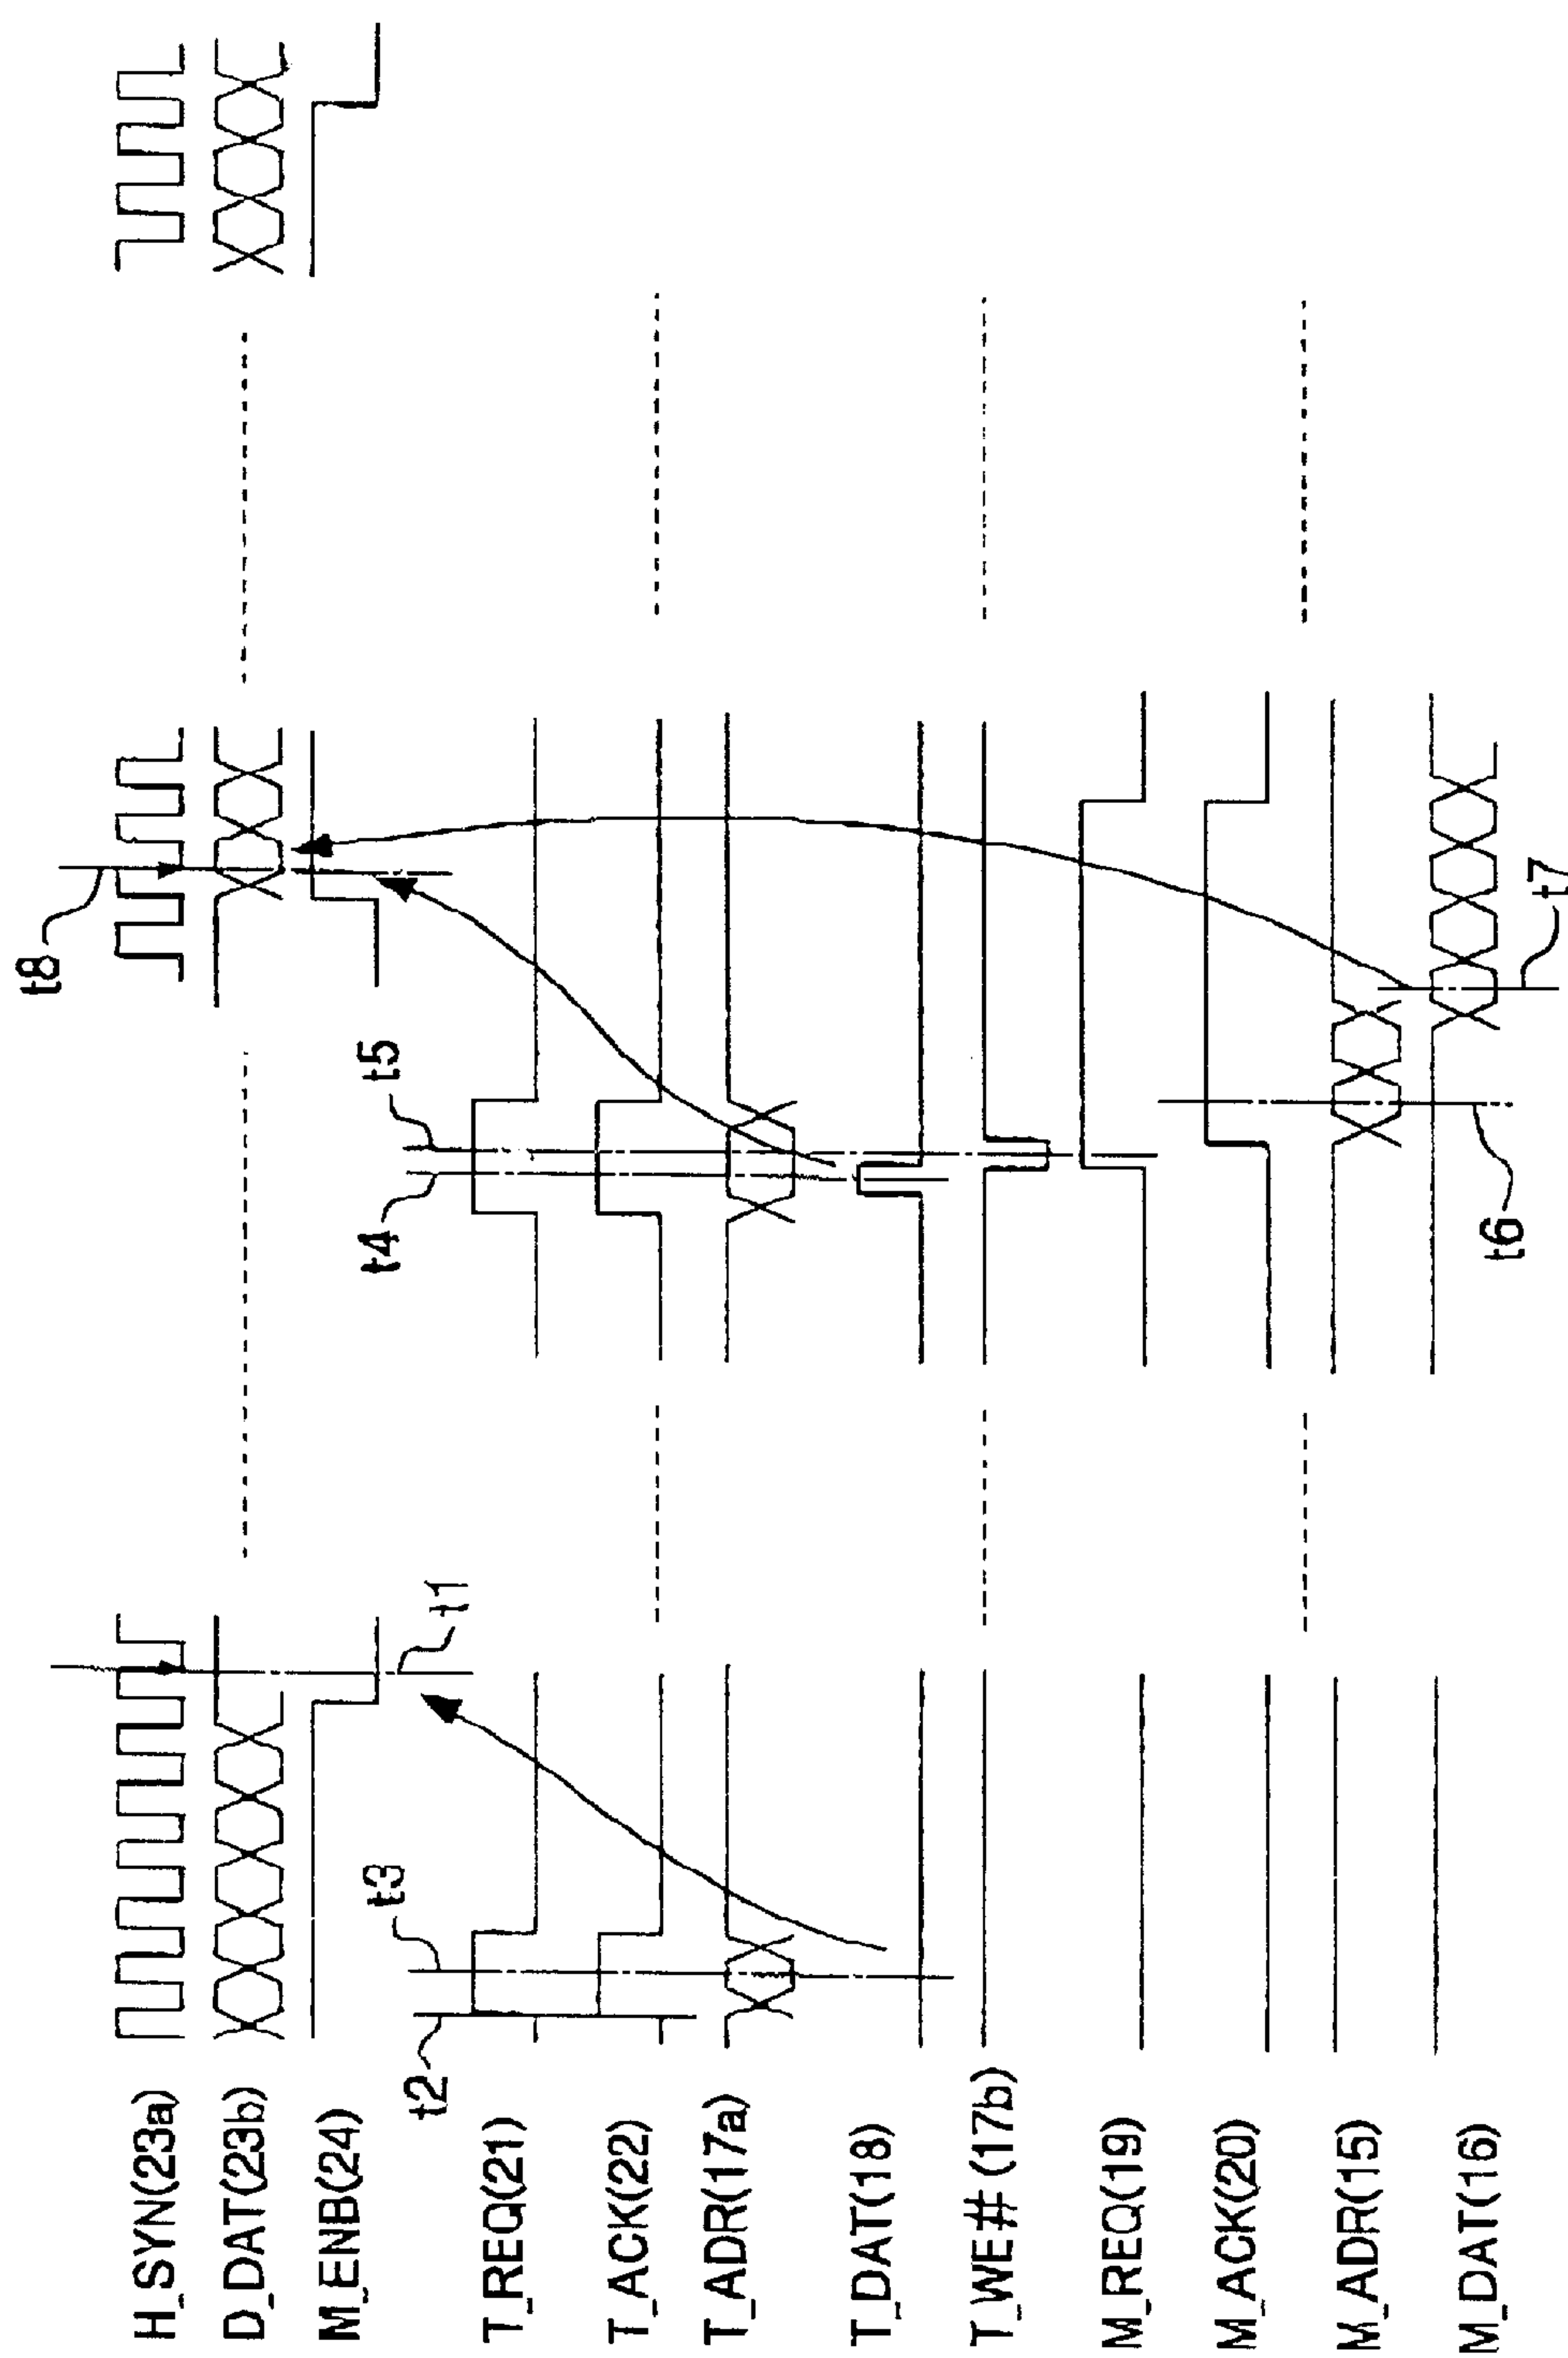 H_SYN(23a)
D_DAT(23b)
M_ENB(24)
T_REQ(21)
T_ACK(22)
T_ADR(17a)
T_DAT(18)
T_WE#(17b)
M_REQ(19)
M_ACK(20)
M_ADR(15)
M_DAT(16)
t2
t3
t1
t4
t5
t8
t6
t7